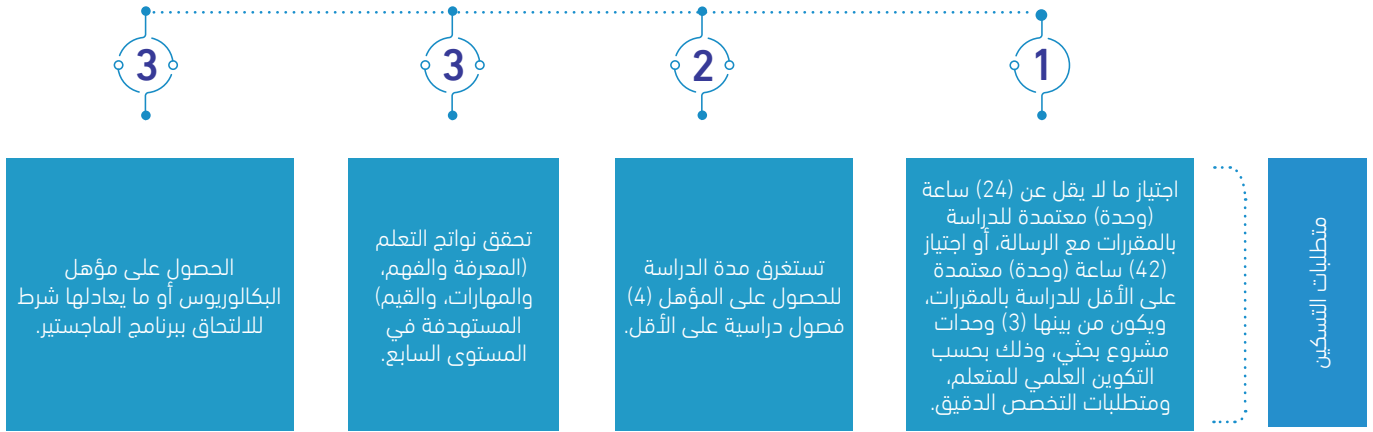 متطلبات التسكين
1
اجتياز ما لا يقل عن (24) ساعة
(وحدة) معتمدة للدراسة
بالمقررات مع الرسالة، أو اجتياز
(42) ساعة (وحدة) معتمدة
على الأقل للدراسة بالمقررات،
ويكون من بينها (3) وحدات
مشروع بحثي، وذلك بحسب
التكوين العلمي للمتعلم،
ومتطلبات التخصص الدقيق.
2
تستغرق مدة الدراسة
للحصول على المؤهل (4)
فصول دراسية على الأقل.
3
تحقق نواتج التعلم
(المعرفة والفهم،
والمهارات، والقيم)
المستهدفة في
المستوى السابع.
3
الحصول على مؤهل
البكالوريوس أو ما يعادلها شرط
للالتحاق ببرنامج الماجستير.